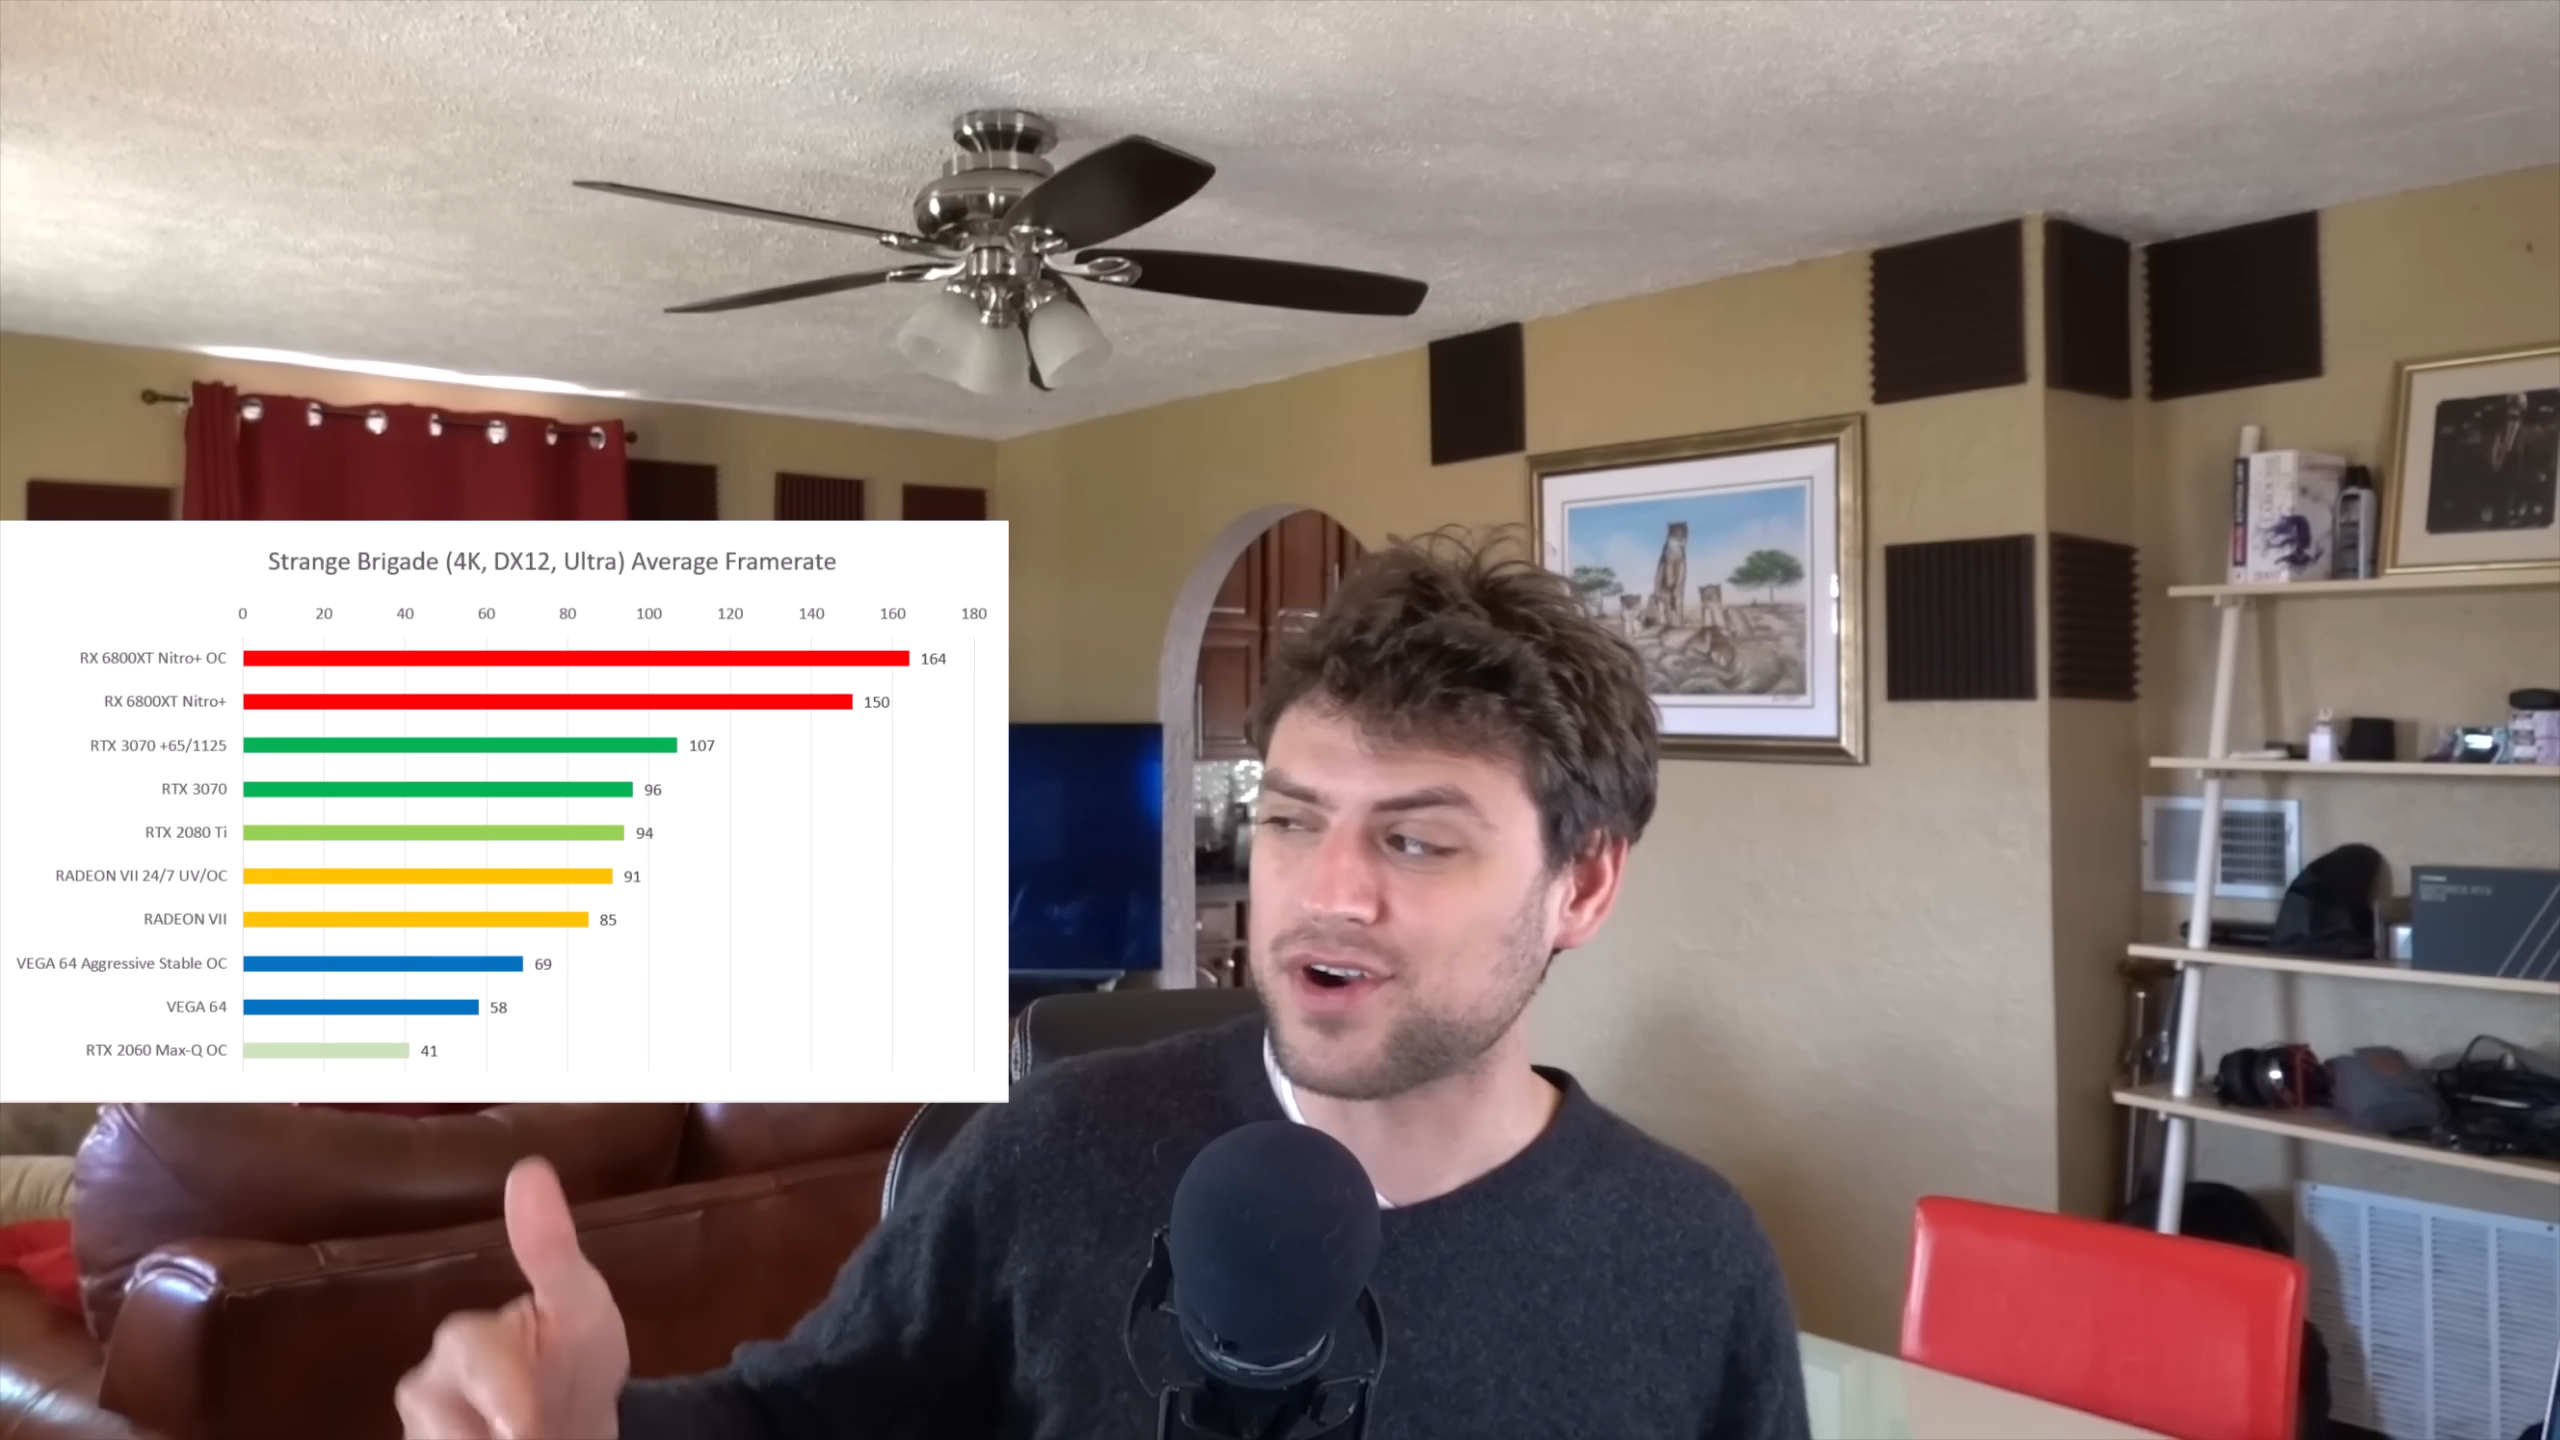 Strange Brigade (4K, DX12, Ultra) Average Framerate
0 20 40 60 80 100 120 140 160 180
RX 6800XT Nitro+ OC 164
RX 6800XT Nitro+ 150
RTX 3070 +65/1125 107
RTX 3070 96
RTX 2080 Ti 94
RADEON VII 24/7 UV/OC 91
RADEON VII 85
VEGA 64 Aggressive Stable OC 69
VEGA 64 58
RTX 2060 Max-Q OC 41